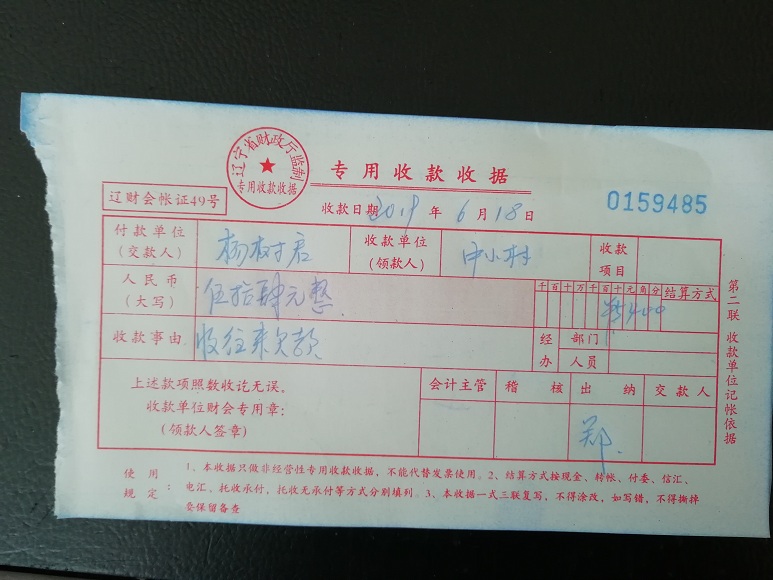 辽宁省财政厅监制
专用收款收据
专用收款收据
辽财会帐证49号
收款日期 2019 年 6 月 18 日
0159485
付款单位
(交款人)
杨树君
收款单位
(领款人)
中小村
收款
项目
人民币
(大写)
伍拾肆元整
千百十万千百十元角分
结算方式
¥5400
收款事由
收往来欠款
经办
部门
人员
上述款项照数收讫无误。
收款单位财会专用章:
(领款人签章)
会计主管
稽核
出纳
交款人
郑
第二联 收款单位记帐依据
使用规定:
1、本收据只做非经营性专用收款收据,不能代替发票使用。2、结算方式按现金、转帐、付委、信汇、
电汇、托收承付、托收无承付等方式分别填列。3、本收据一式三联复写,不得涂改,如写错,不得撕掉
要保留备查